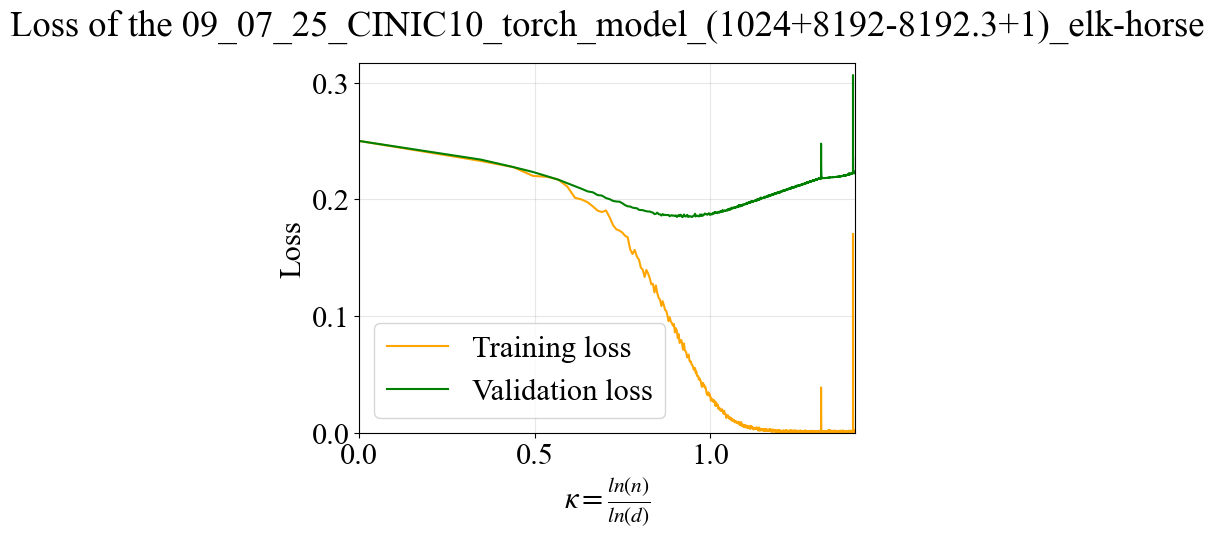 Loss of the 09_07_25_CINIC10_torch_model_(1024+8192-8192.3+1)_elk-horse
0.3
0.2
0.1
0.0
Loss
Training loss
Validation loss
0.0 0.5 1.0
κ = ln(n)/ln(d)